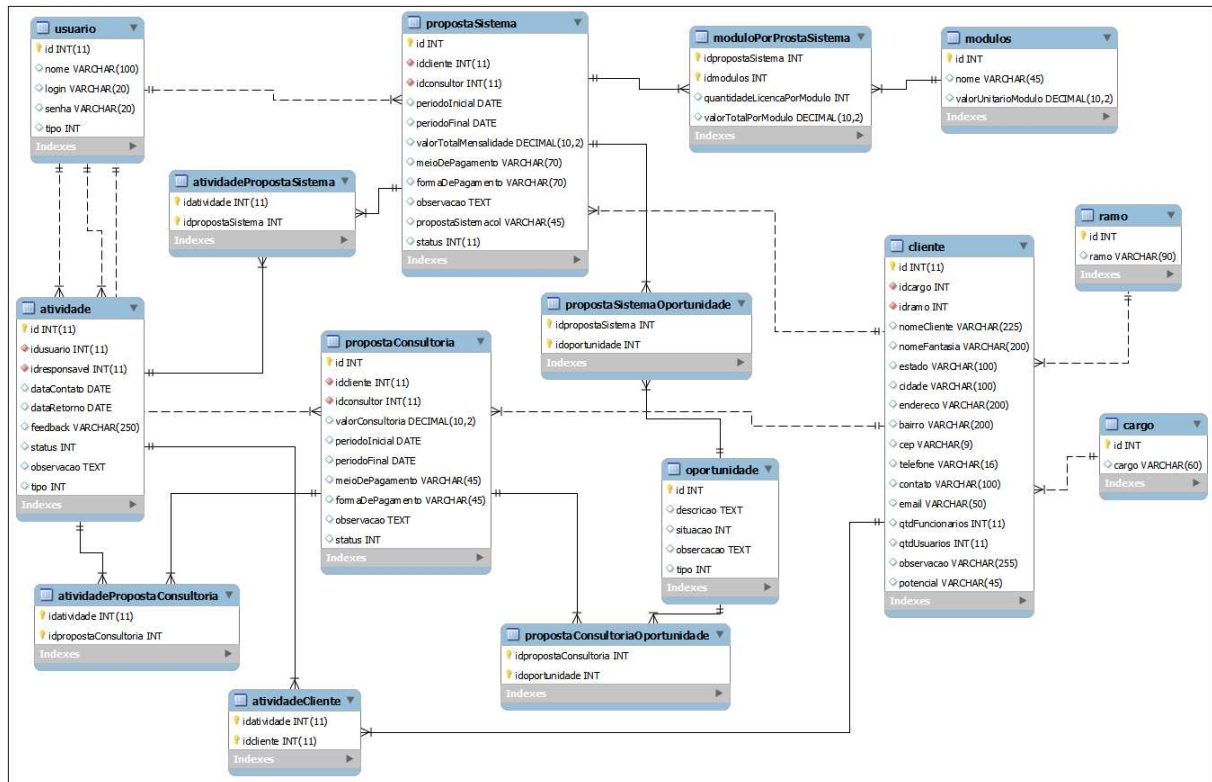 usuario
id INT(11)
nome VARCHAR(100)
login VARCHAR(20)
senha VARCHAR(20)
tipo INT
Indexes
propostaSistema
id INT
idcliente INT(11)
idconsultor INT(11)
periodoInicial DATE
periodoFinal DATE
valorTotalMensalidade DECIMAL(10,2)
meioDePagamento VARCHAR(70)
formaDePagamento VARCHAR(70)
observacao TEXT
propostaSistemacol VARCHAR(45)
status INT(11)
Indexes
moduloPorProstaSistema
idpropostaSistema INT
idmodulos INT
quantidadeLicencaPorModulo INT
valorTotalPorModulo DECIMAL(10,2)
Indexes
modulos
id INT
nome VARCHAR(45)
valorUnitarioModulo DECIMAL(10,2)
Indexes
atividadePropostaSistema
idatividade INT(11)
idpropostaSistema INT
Indexes
ramo
id INT
ramo VARCHAR(90)
Indexes
cliente
id INT(11)
idcargo INT
idramo INT
nomeCliente VARCHAR(225)
nomeFantasia VARCHAR(200)
estado VARCHAR(100)
cidade VARCHAR(100)
endereco VARCHAR(200)
bairro VARCHAR(200)
cep VARCHAR(9)
telefone VARCHAR(16)
contato VARCHAR(100)
email VARCHAR(50)
qtdFuncionarios INT(11)
qtdUsuarios INT(11)
observacao VARCHAR(255)
potencial VARCHAR(45)
Indexes
atividade
id INT(11)
idusuario INT(11)
idresponsavel INT(11)
dataContato DATE
dataRetorno DATE
feedback VARCHAR(250)
status INT
observacao TEXT
tipo INT
Indexes
propostaSistemaOportunidade
idpropostaSistema INT
idoportunidade INT
Indexes
propostaConsultoria
id INT
idcliente INT(11)
idconsultor INT(11)
valorConsultoria DECIMAL(10,2)
periodoInicial DATE
periodoFinal DATE
meioDePagamento VARCHAR(45)
formaDePagamento VARCHAR(45)
observacao TEXT
status INT
Indexes
cargo
id INT
cargo VARCHAR(60)
Indexes
oportunidade
id INT
descricao TEXT
situacao INT
obsercacao TEXT
tipo INT
Indexes
atividadePropostaConsultoria
idatividade INT(11)
idpropostaConsultoria INT
Indexes
propostaConsultoriaOportunidade
idpropostaConsultoria INT
idoportunidade INT
Indexes
atividadeCliente
idatividade INT(11)
idcliente INT(11)
Indexes